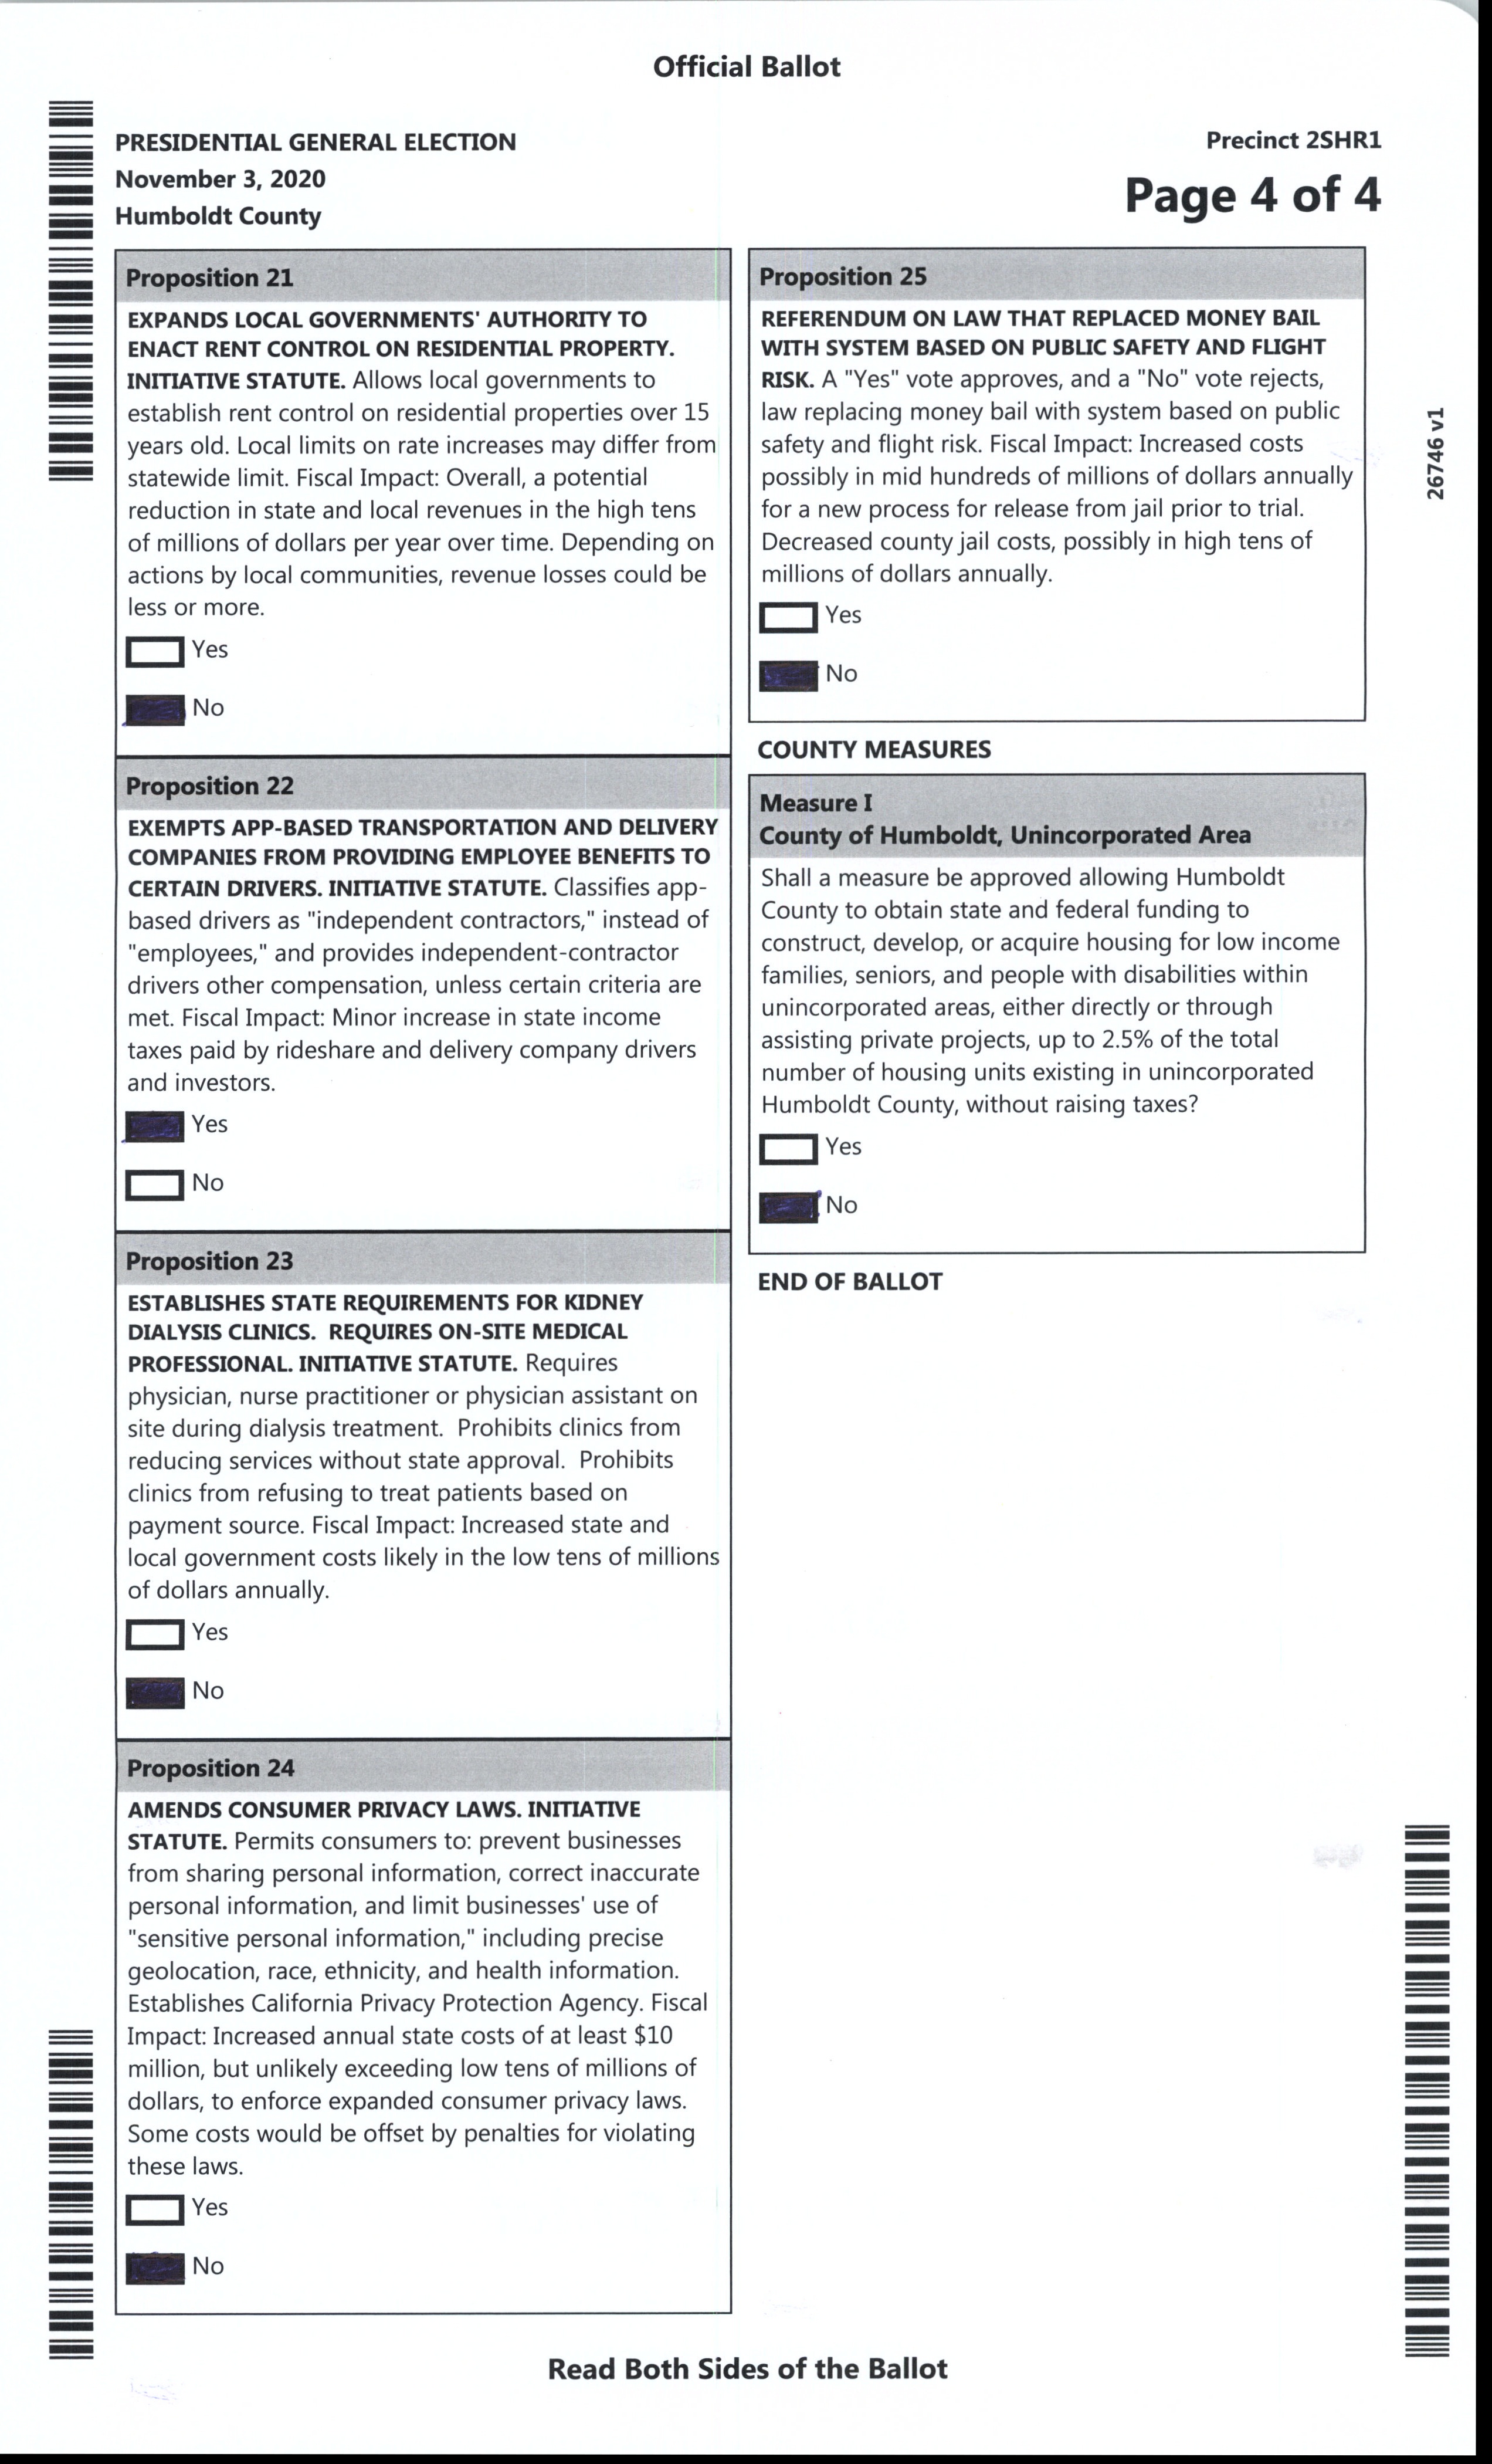 Official Ballot
PRESIDENTIAL GENERAL ELECTION
November 3, 2020
Humboldt County
Precinct 2SHR1
Page 4 of 4
Proposition 21
EXPANDS LOCAL GOVERNMENTS' AUTHORITY TO
ENACT RENT CONTROL ON RESIDENTIAL PROPERTY.
INITIATIVE STATUTE. Allows local governments to
establish rent control on residential properties over 15
years old. Local limits on rate increases may differ from
statewide limit. Fiscal Impact: Overall, a potential
reduction in state and local revenues in the high tens
of millions of dollars per year over time. Depending on
actions by local communities, revenue losses could be
less or more.
Yes
No
Proposition 22
EXEMPTS APP-BASED TRANSPORTATION AND DELIVERY
COMPANIES FROM PROVIDING EMPLOYEE BENEFITS TO
CERTAIN DRIVERS. INITIATIVE STATUTE. Classifies app-
based drivers as "independent contractors," instead of
"employees," and provides independent-contractor
drivers other compensation, unless certain criteria are
met. Fiscal Impact: Minor increase in state income
taxes paid by rideshare and delivery company drivers
and investors.
Yes
No
Proposition 23
ESTABLISHES STATE REQUIREMENTS FOR KIDNEY
DIALYSIS CLINICS.  REQUIRES ON-SITE MEDICAL
PROFESSIONAL. INITIATIVE STATUTE. Requires
physician, nurse practitioner or physician assistant on
site during dialysis treatment.  Prohibits clinics from
reducing services without state approval.  Prohibits
clinics from refusing to treat patients based on
payment source. Fiscal Impact: Increased state and
local government costs likely in the low tens of millions
of dollars annually.
Yes
No
Proposition 24
AMENDS CONSUMER PRIVACY LAWS. INITIATIVE
STATUTE. Permits consumers to: prevent businesses
from sharing personal information, correct inaccurate
personal information, and limit businesses' use of
"sensitive personal information," including precise
geolocation, race, ethnicity, and health information.
Establishes California Privacy Protection Agency. Fiscal
Impact: Increased annual state costs of at least $10
million, but unlikely exceeding low tens of millions of
dollars, to enforce expanded consumer privacy laws.
Some costs would be offset by penalties for violating
these laws.
Yes
No
Proposition 25
REFERENDUM ON LAW THAT REPLACED MONEY BAIL
WITH SYSTEM BASED ON PUBLIC SAFETY AND FLIGHT
RISK. A "Yes" vote approves, and a "No" vote rejects,
law replacing money bail with system based on public
safety and flight risk. Fiscal Impact: Increased costs
possibly in mid hundreds of millions of dollars annually
for a new process for release from jail prior to trial.
Decreased county jail costs, possibly in high tens of
millions of dollars annually.
Yes
No
COUNTY MEASURES
Measure I
County of Humboldt, Unincorporated Area
Shall a measure be approved allowing Humboldt
County to obtain state and federal funding to
construct, develop, or acquire housing for low income
families, seniors, and people with disabilities within
unincorporated areas, either directly or through
assisting private projects, up to 2.5% of the total
number of housing units existing in unincorporated
Humboldt County, without raising taxes?
Yes
No
END OF BALLOT
26746 v1
Read Both Sides of the Ballot